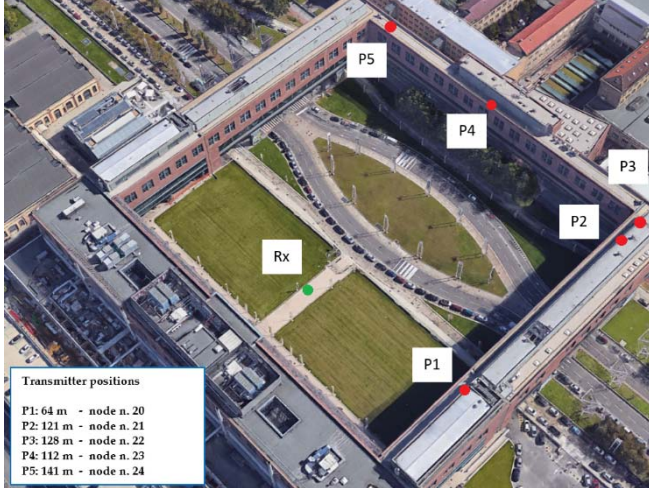 P5
P4
P3
P2
Rx
P1
Transmitter positions
P1: 64 m - node n. 20
P2: 121 m - node n. 21
P3: 128 m - node n. 22
P4: 112 m - node n. 23
P5: 141 m - node n. 24